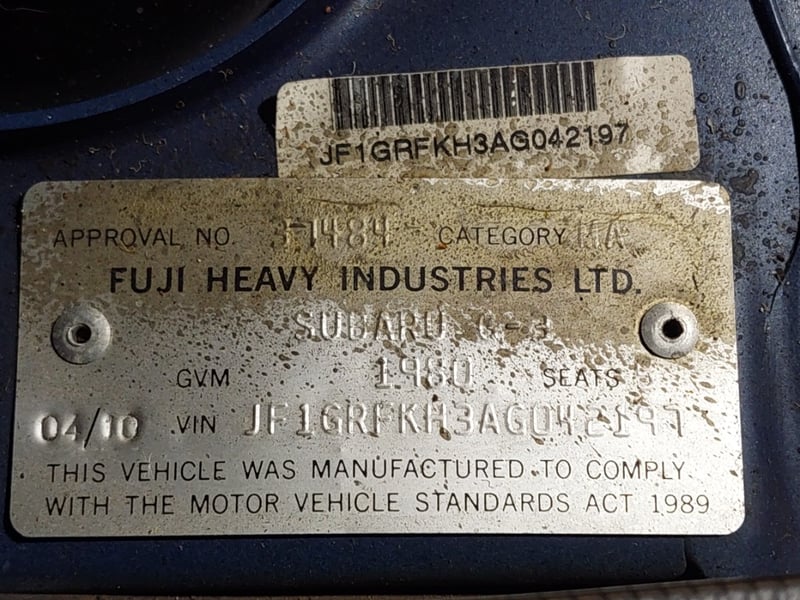 JF1GRFKH3AG042197
APPROVAL NO. 31484 CATEGORY MA
FUJI HEAVY INDUSTRIES LTD.
SUBARU G-3
GVM 1980 SEATS 5
04/10 VIN JF1GRFKH3AG042197
THIS VEHICLE WAS MANUFACTURED TO COMPLY
WITH THE MOTOR VEHICLE STANDARDS ACT 1989